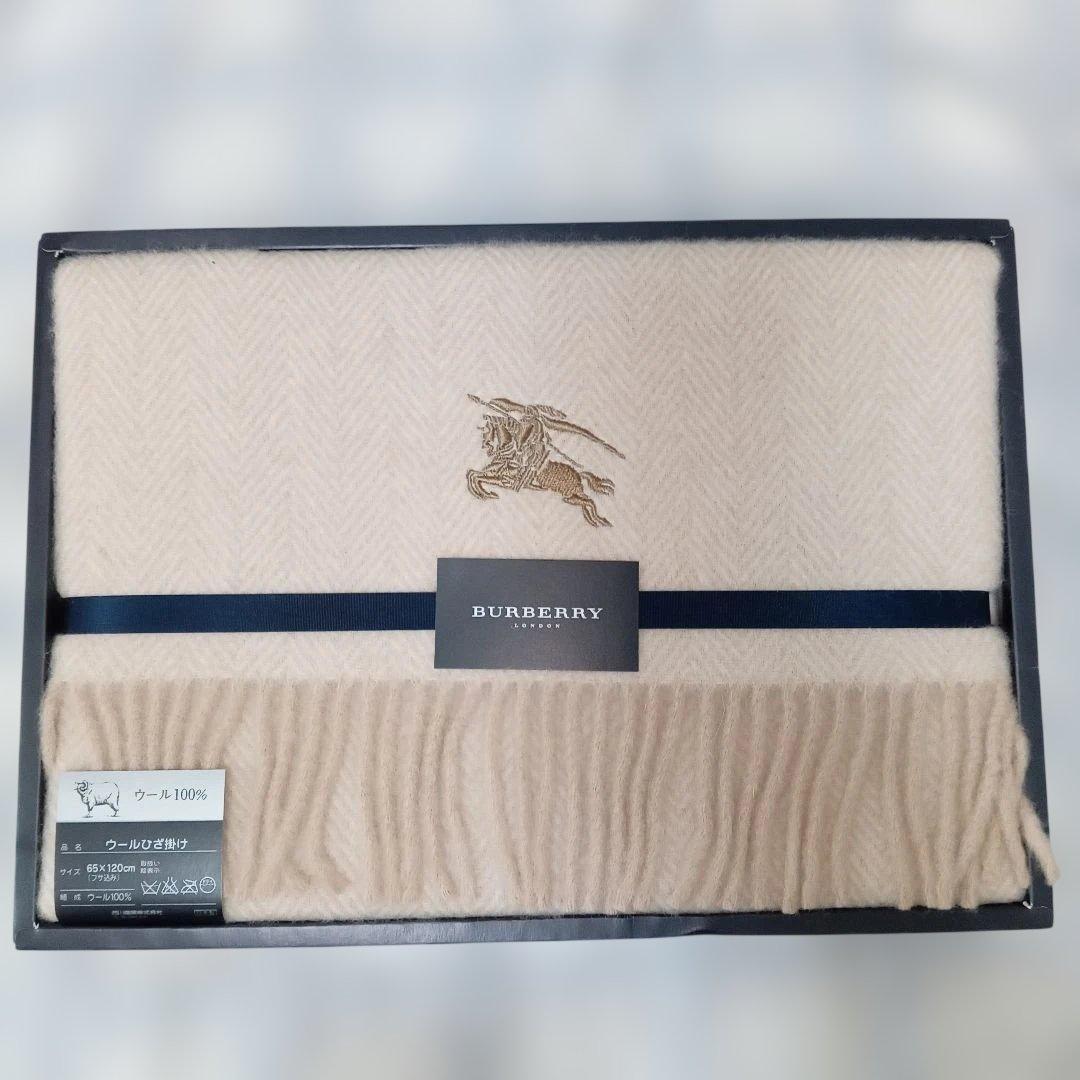 BURBERRY
LONDON
ウール100%
品 名 ウールひざ掛け
サイズ 65×120cm
(フサ込み)
取扱い
絵表示
組 成 ウール100%